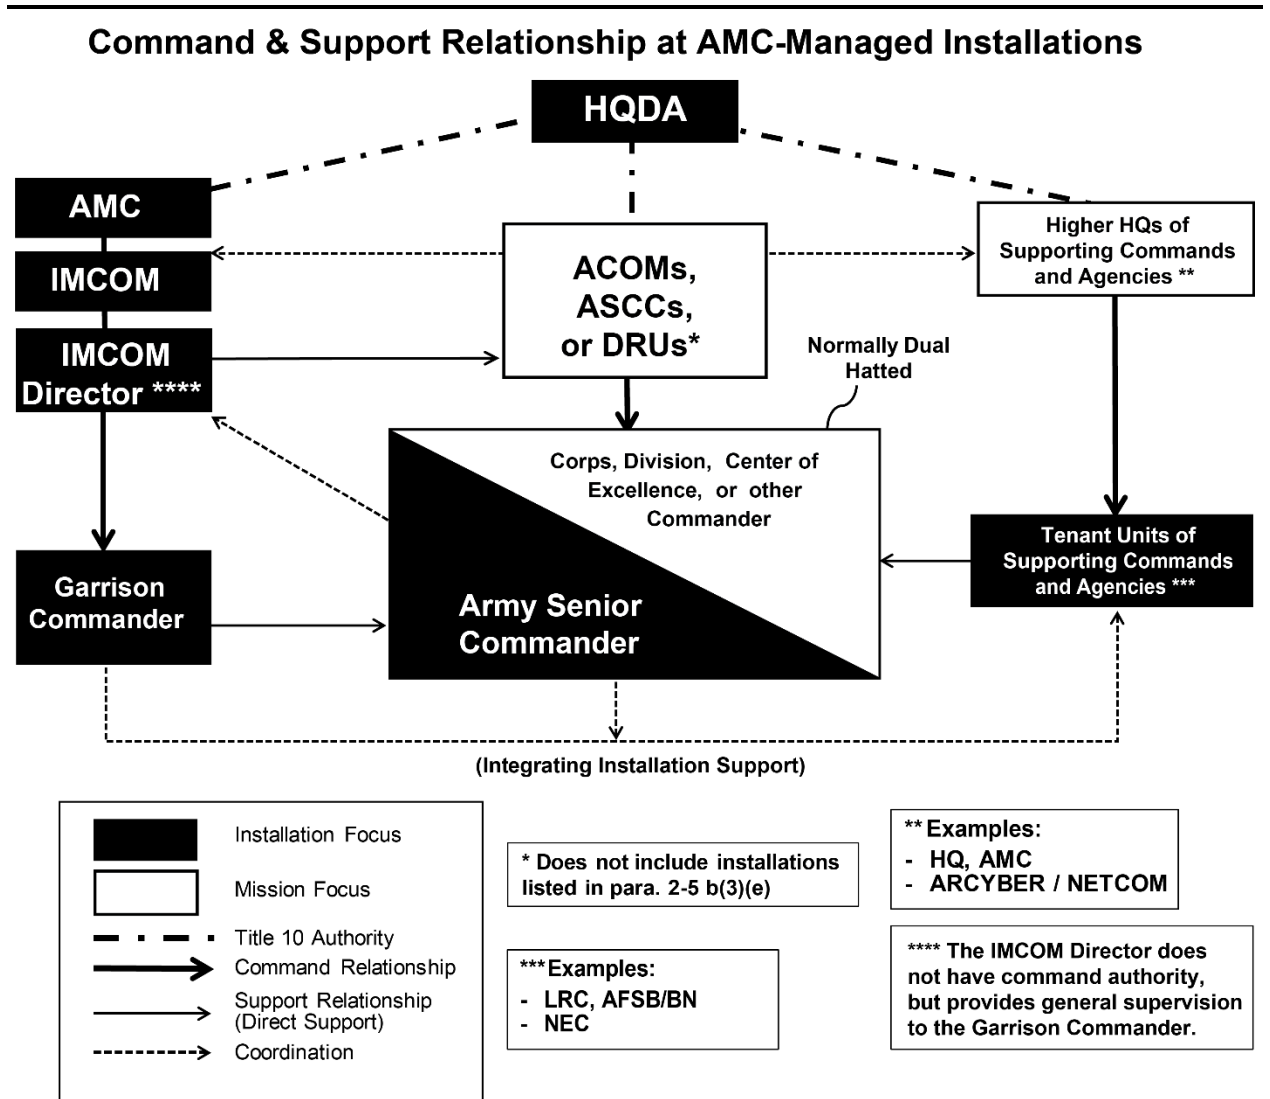 Command & Support Relationship at AMC-Managed Installations
HQDA
AMC
IMCOM
IMCOM
Director ****
Garrison
Commander
ACOMs,
ASCCs,
or DRUs*
Higher HQs of
Supporting Commands
and Agencies **
Normally Dual
Hatted
Corps, Division, Center of
Excellence, or other
Commander
Army Senior
Commander
Tenant Units of
Supporting Commands
and Agencies ***
(Integrating Installation Support)
Installation Focus
Mission Focus
Title 10 Authority
Command Relationship
Support Relationship
(Direct Support)
Coordination
* Does not include installations
listed in para. 2-5 b(3)(e)
*** Examples:
- LRC, AFSB/BN
- NEC
** Examples:
- HQ, AMC
- ARCYBER / NETCOM
**** The IMCOM Director does
not have command authority,
but provides general supervision
to the Garrison Commander.